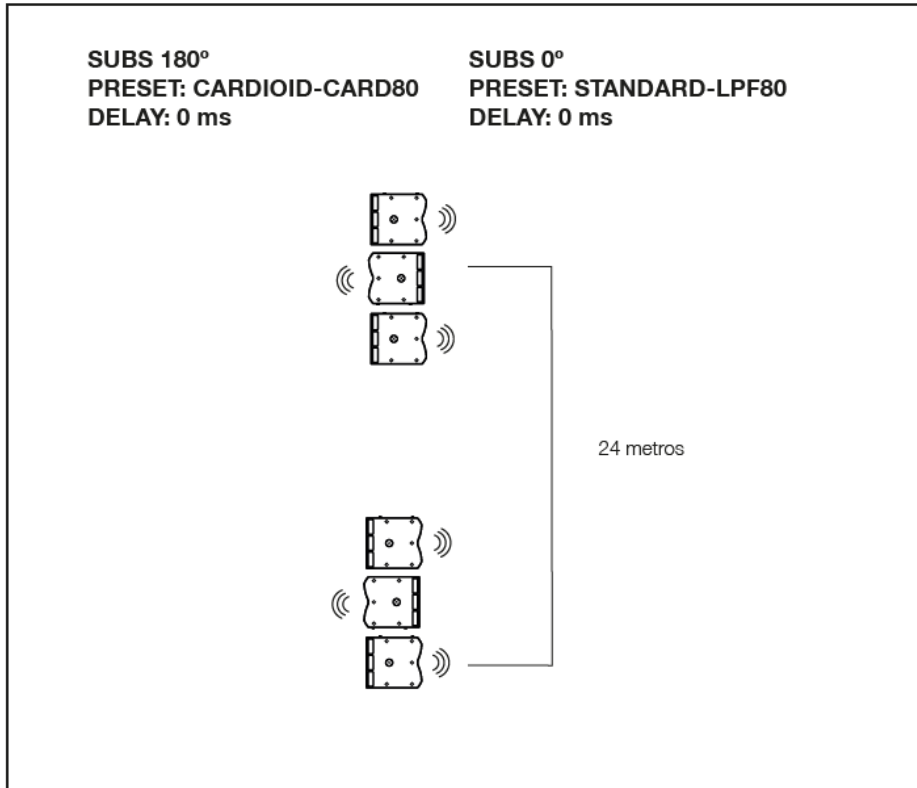 SUBS 180º
PRESET: CARDIOID-CARD80
DELAY: 0 ms
SUBS 0º
PRESET: STANDARD-LPF80
DELAY: 0 ms
24 metros